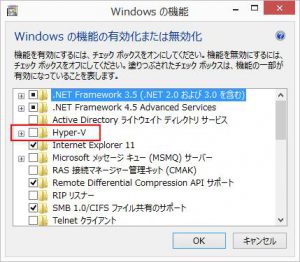 Windows の機能
Windows の機能の有効化または無効化
機能を有効にするには、チェック ボックスをオンにしてください。機能を無効にするには、チェック ボックスをオフにしてください。塗りつぶされたチェック ボックスは、機能の一部が有効になっていることを表します。
.NET Framework 3.5 (.NET 2.0 および 3.0 を含む)
.NET Framework 4.5 Advanced Services
Active Directory ライトウェイト ディレクトリ サービス
Hyper-V
Internet Explorer 11
Microsoft メッセージ キュー (MSMQ) サーバー
RAS 接続マネージャー管理キット (CMAK)
Remote Differential Compression API サポート
RIP リスナー
SMB 1.0/CIFS ファイル共有のサポート
Telnet クライアント
OK
キャンセル